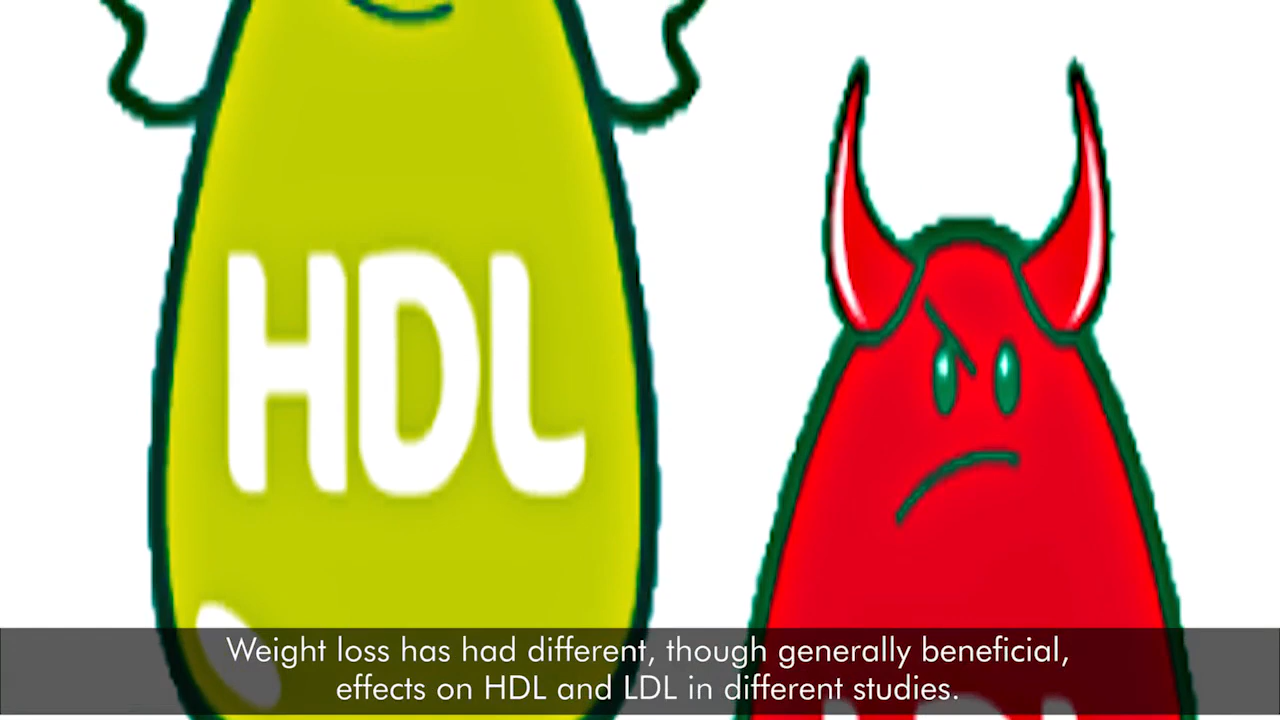 HDL
Weight loss has had different, though generally beneficial,
effects on HDL and LDL in different studies.